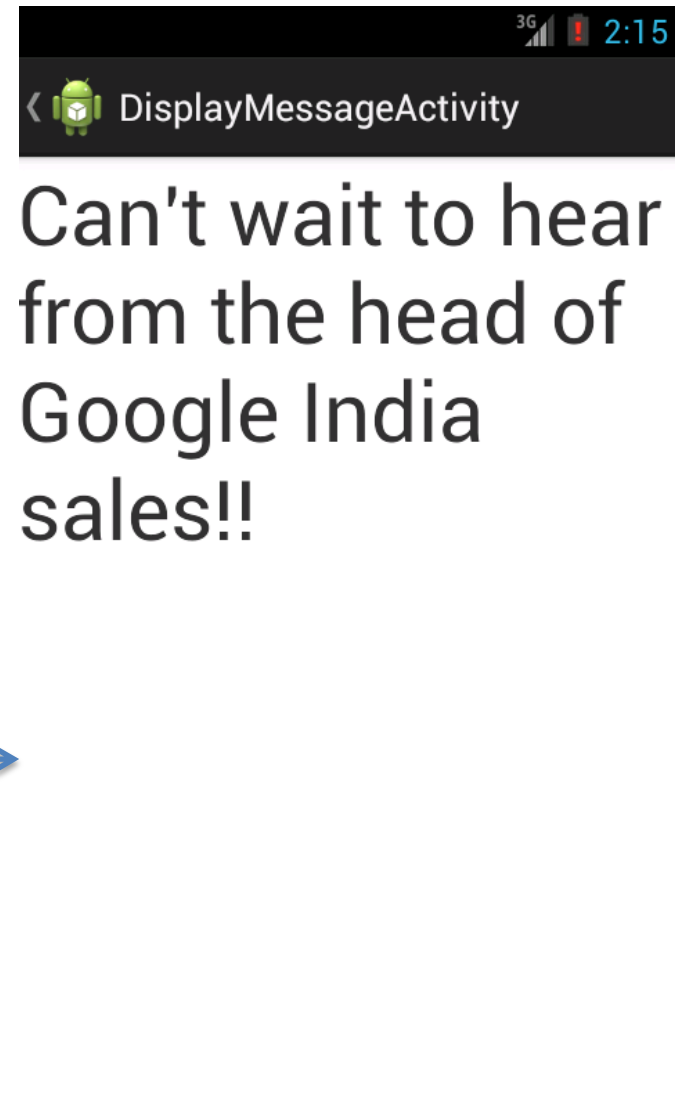 3G 2:15
DisplayMessageActivity
Can't wait to hear
from the head of
Google India
sales!!